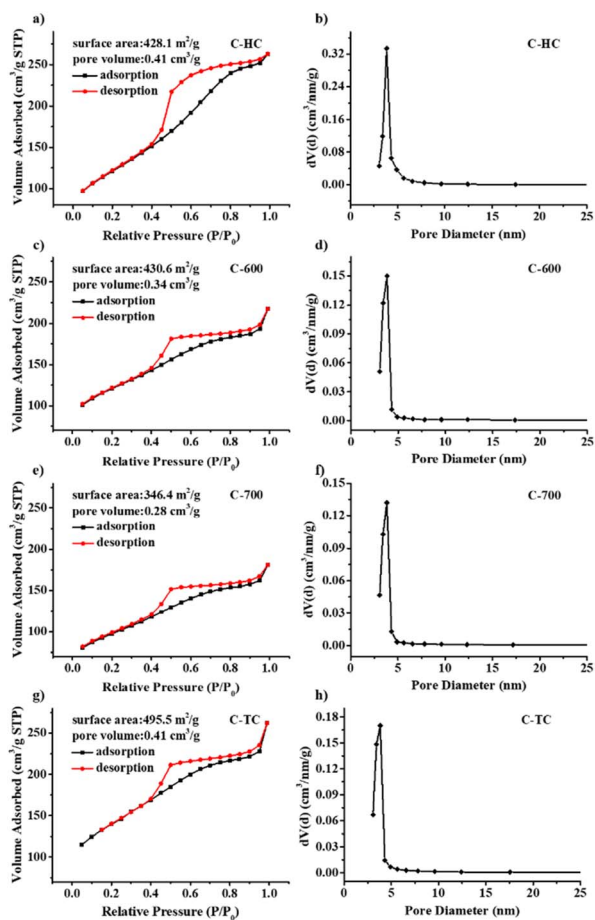 a)
surface area:428.1 m²/g
pore volume:0.41 cm³/g
C-HC
adsorption
desorption
250
200
150
100
Volume Adsorbed (cm³/g STP)
0.0 0.2 0.4 0.6 0.8 1.0
Relative Pressure (P/P₀)
b)
C-HC
0.32
0.24
0.16
0.08
0.00
dV(d) (cm³/nm/g)
0 5 10 15 20 25
Pore Diameter (nm)
c)
surface area:430.6 m²/g
pore volume:0.34 cm³/g
C-600
adsorption
desorption
250
200
150
100
Volume Adsorbed (cm³/g STP)
0.0 0.2 0.4 0.6 0.8 1.0
Relative Pressure (P/P₀)
d)
C-600
0.15
0.12
0.09
0.06
0.03
0.00
dV(d) (cm³/nm/g)
0 5 10 15 20 25
Pore Diameter (nm)
e)
surface area:346.4 m²/g
pore volume:0.28 cm³/g
C-700
adsorption
desorption
250
200
150
100
Volume Adsorbed (cm³/g STP)
0.0 0.2 0.4 0.6 0.8 1.0
Relative Pressure (P/P₀)
f)
C-700
0.15
0.12
0.09
0.06
0.03
0.00
dV(d) (cm³/nm/g)
0 5 10 15 20 25
Pore Diameter (nm)
g)
surface area:495.5 m²/g
pore volume:0.41 cm³/g
C-TC
adsorption
desorption
250
200
150
100
Volume Adsorbed (cm³/g STP)
0.0 0.2 0.4 0.6 0.8 1.0
Relative Pressure (P/P₀)
h)
C-TC
0.18
0.15
0.12
0.09
0.06
0.03
0.00
dV(d) (cm³/nm/g)
0 5 10 15 20 25
Pore Diameter (nm)